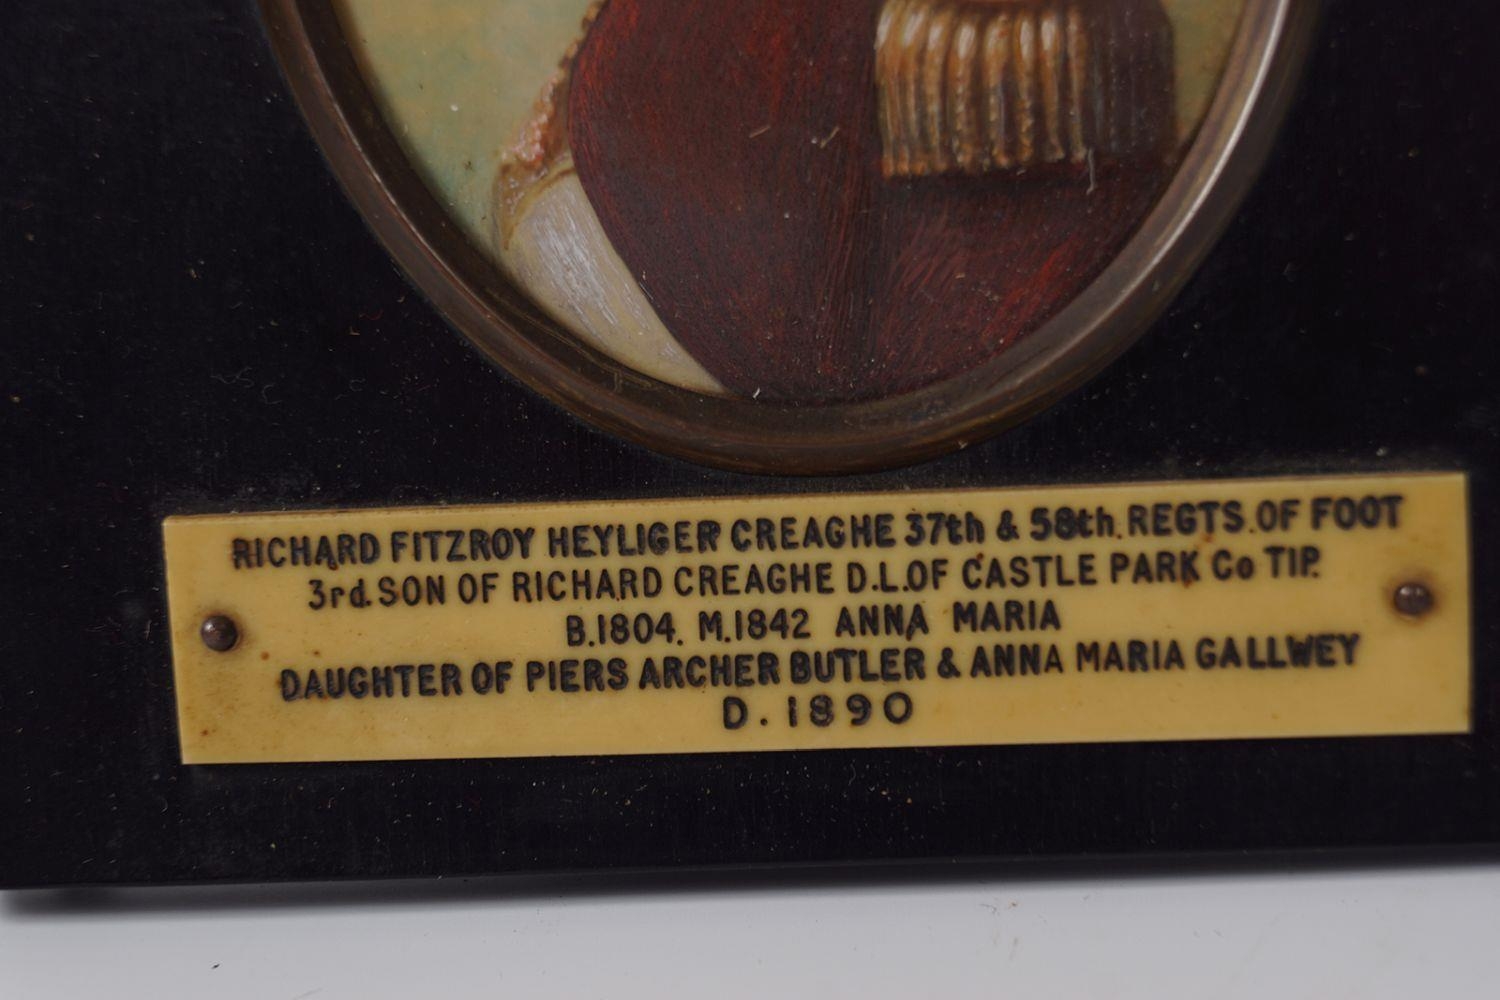 RICHARD FITZROY HEYLIGER CREAGHE 37th & 58th. REGTS. OF FOOT
3rd. SON OF RICHARD CREAGHE D.L. OF CASTLE PARK Co TIP.
B.1804. M.1842 ANNA MARIA
DAUGHTER OF PIERS ARCHER BUTLER & ANNA MARIA GALLWEY
D. 1890